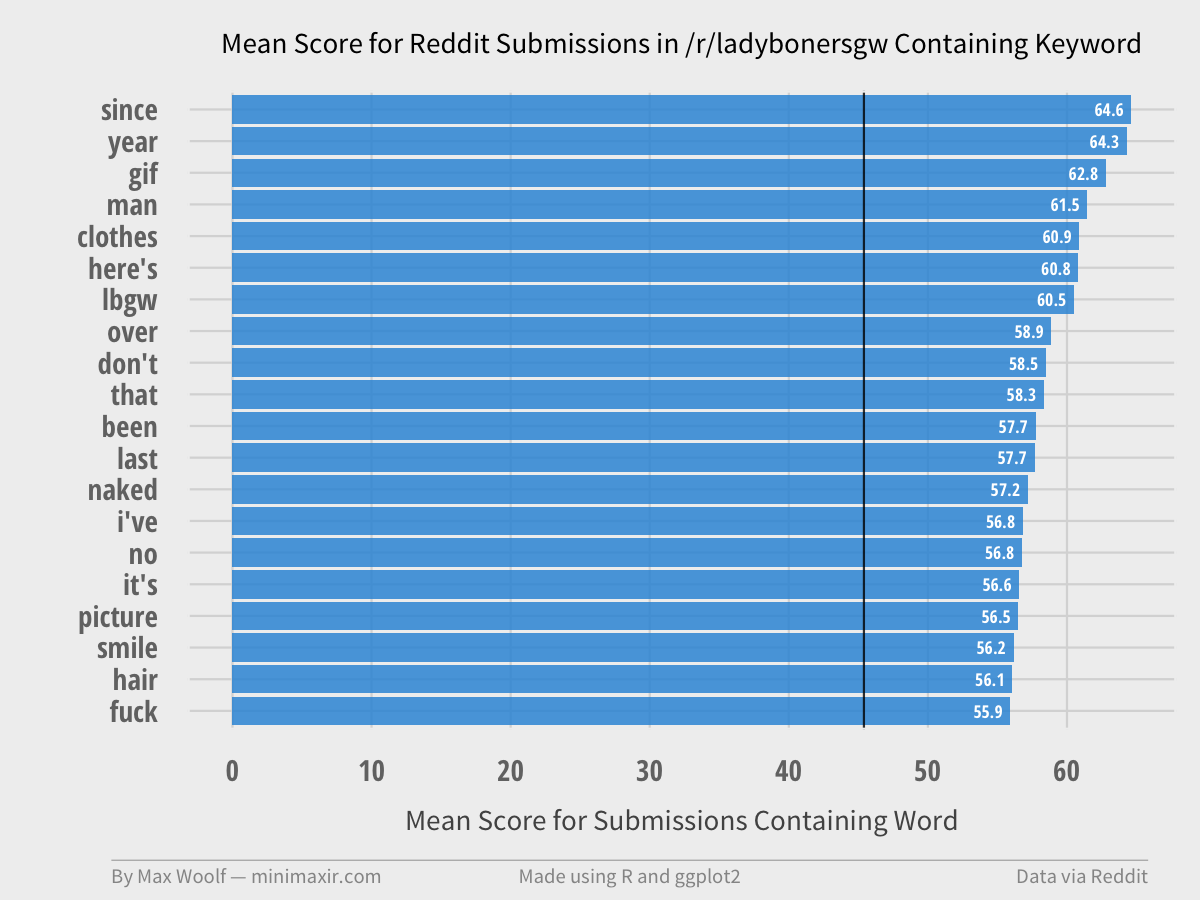 Mean Score for Reddit Submissions in /r/ladybonersgw Containing Keyword
since 64.6
year 64.3
gif 62.8
man 61.5
clothes 60.9
here's 60.8
lbgw 60.5
over 58.9
don't 58.5
that 58.3
been 57.7
last 57.7
naked 57.2
i've 56.8
no 56.8
it's 56.6
picture 56.5
smile 56.2
hair 56.1
fuck 55.9
0 10 20 30 40 50 60
Mean Score for Submissions Containing Word
By Max Woolf — minimaxir.com Made using R and ggplot2 Data via Reddit